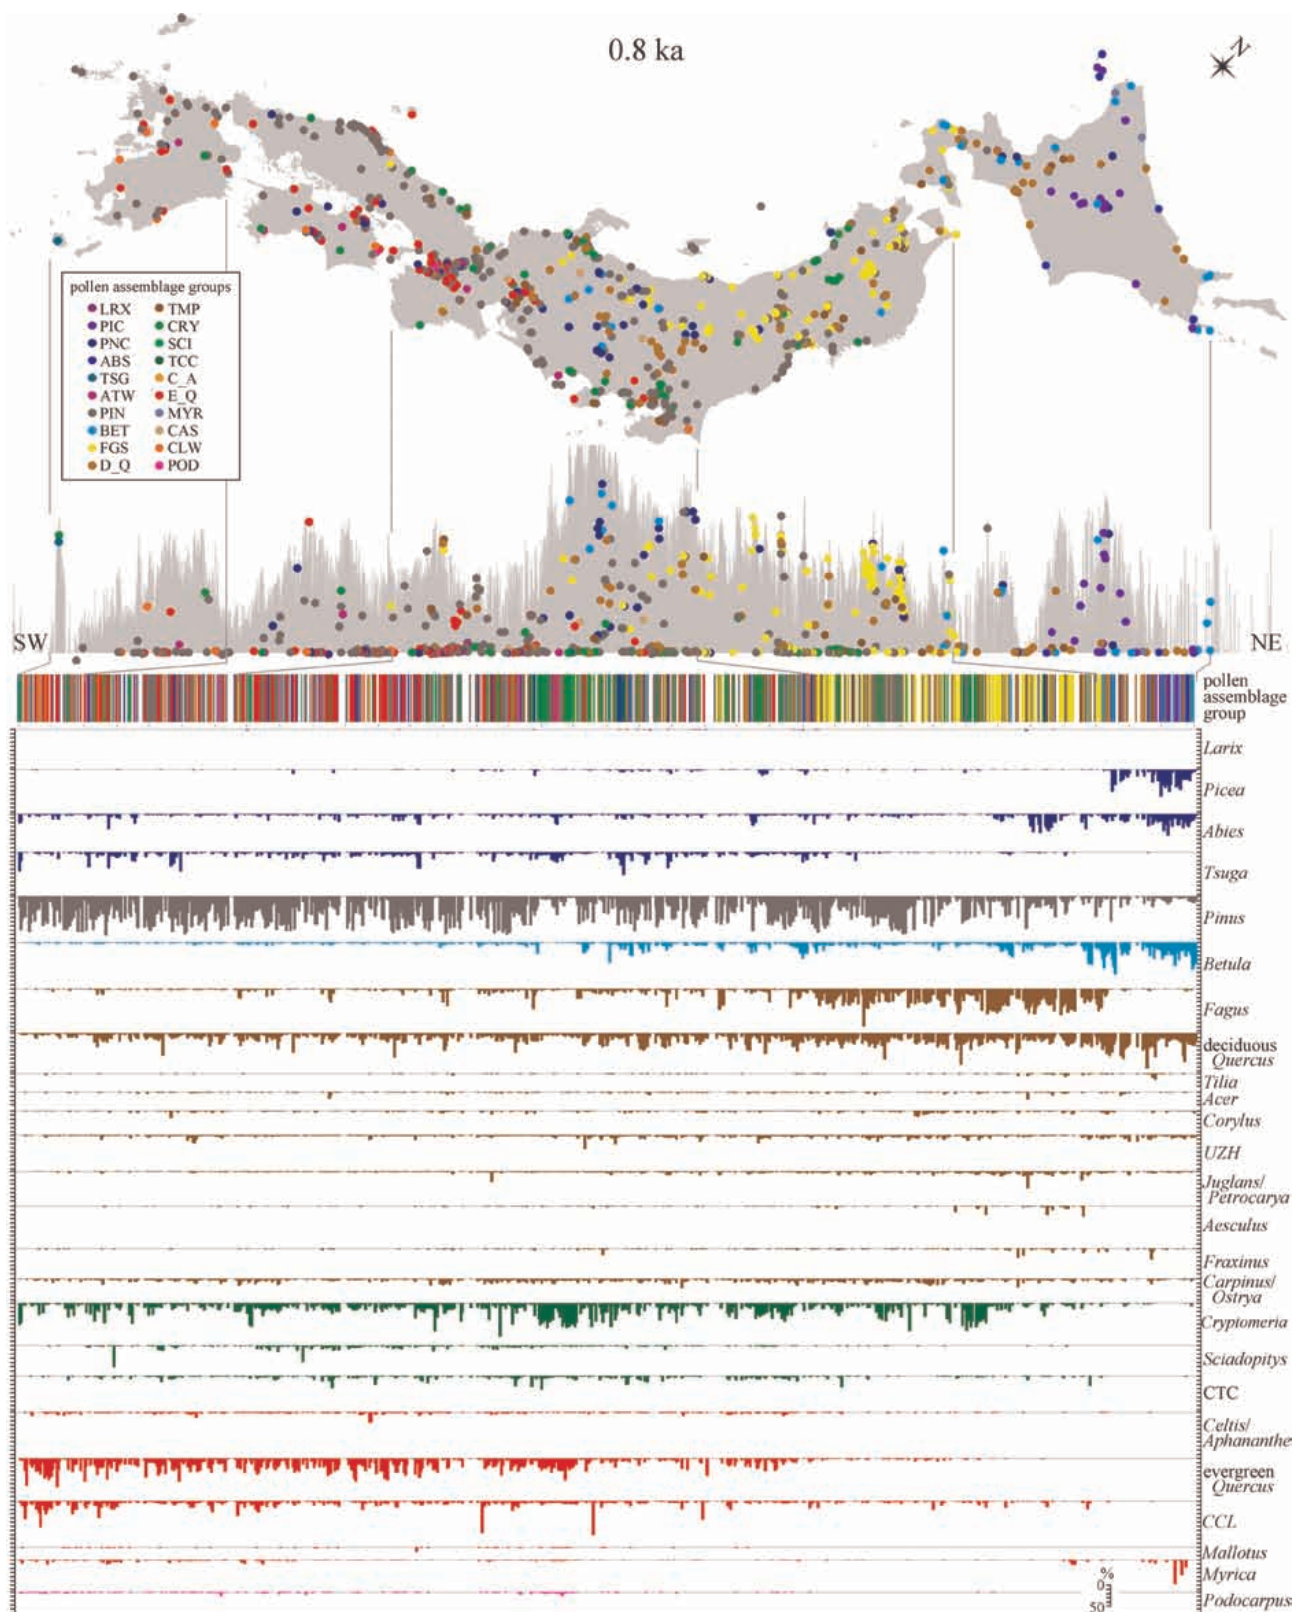 0.8 ka
N
pollen assemblage groups
LRX TMP
PIC CRY
PNC SCI
ABS TCC
TSG C_A
ATW E_Q
PIN MYR
BET CAS
FGS CLW
D_Q POD
SW
NE
pollen
assemblage
group
Larix
Picea
Abies
Tsuga
Pinus
Betula
Fagus
deciduous
Quercus
Tilia
Acer
Corylus
UZH
Juglans/
Petrocarya
Aesculus
Fraxinus
Carpinus/
Ostrya
Cryptomeria
Sciadopitys
CTC
Celtis/
Aphananthe
evergreen
Quercus
CCL
Mallotus
Myrica
%
0
50
Podocarpus